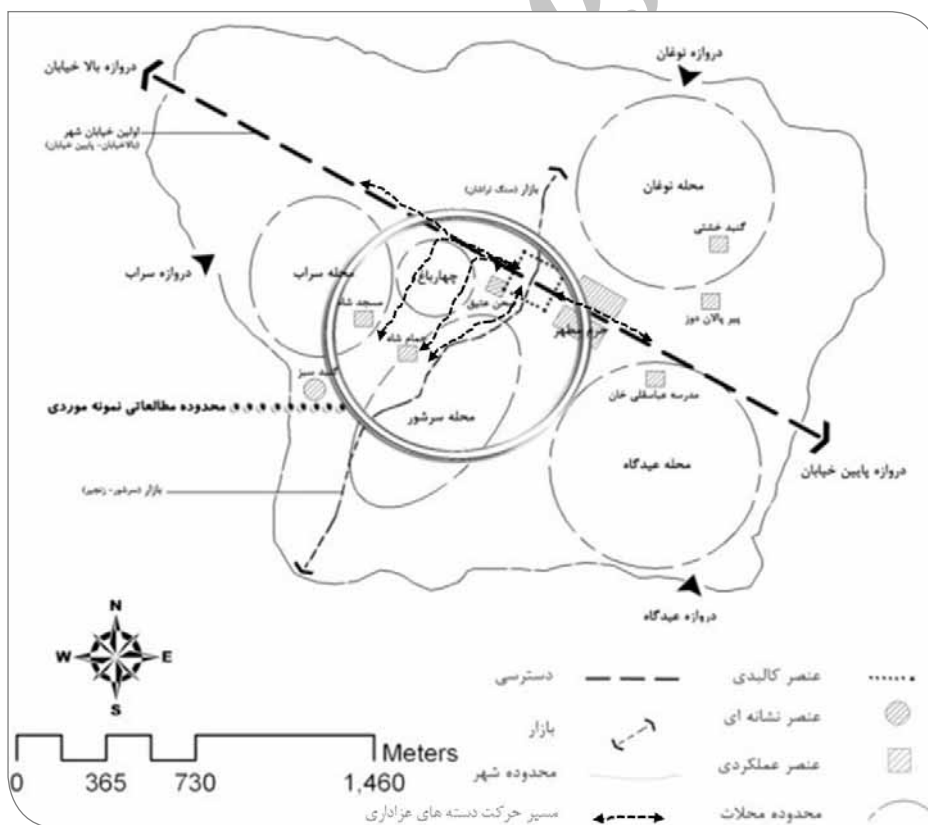 دروازه نوغان
دروازه بالا خیابان
اولین خیابان شهر
(بالاخیابان- پایین خیابان)
بازار (سنگ تراشان)
محله نوغان
گنبد خشتی
دروازه سراب
محله سراب
چهارباغ
صحن عتیق
مسجد شاه
حرم مطهر
پیر پالان دوز
حمام شاه
گنبد سبز
مدرسه عباسقلی خان
محدوده مطالعاتی نمونه موردی
محله سرشور
محله عیدگاه
دروازه پایین خیابان
بازار (سرشور- زنجیر)
دروازه عیدگاه
N
W E
S
Meters
0 365 730 1,460
عنصر کالبدی
دسترسی
عنصر نشانه ای
بازار
عنصر عملکردی
محدوده شهر
محدوده محلات
مسیر حرکت دسته های عزاداری